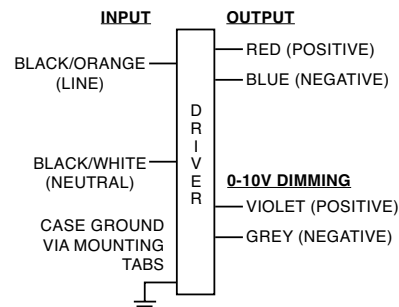 INPUT
OUTPUT
BLACK/ORANGE
(LINE)
RED (POSITIVE)
BLUE (NEGATIVE)
DRIVER
BLACK/WHITE
(NEUTRAL)
0-10V DIMMING
VIOLET (POSITIVE)
GREY (NEGATIVE)
CASE GROUND
VIA MOUNTING
TABS